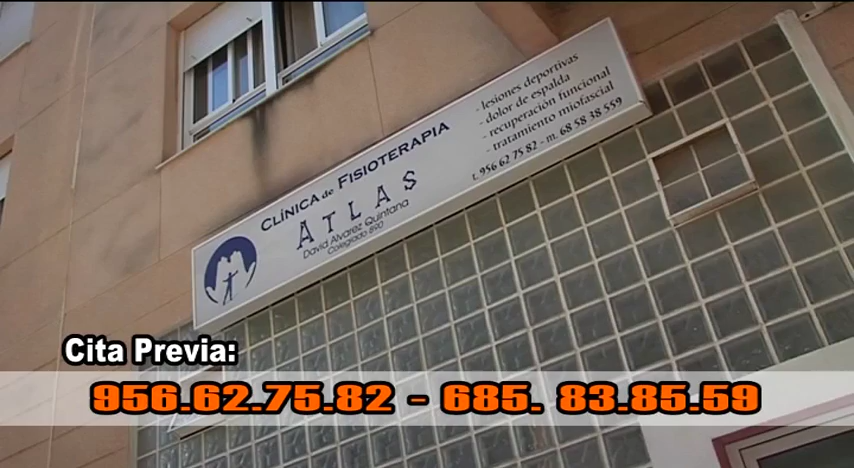 CLÍNICA de FISIOTERAPIA
ATLAS
David Alvarez Quintana
Colegiado 890
- lesiones deportivas
- dolor de espalda
- recuperación funcional
- tratamiento miofascial
t. 956 62 75 82 - m. 68 58 38 559
Cita Previa:
956.62.75.82 - 685. 83.85.59